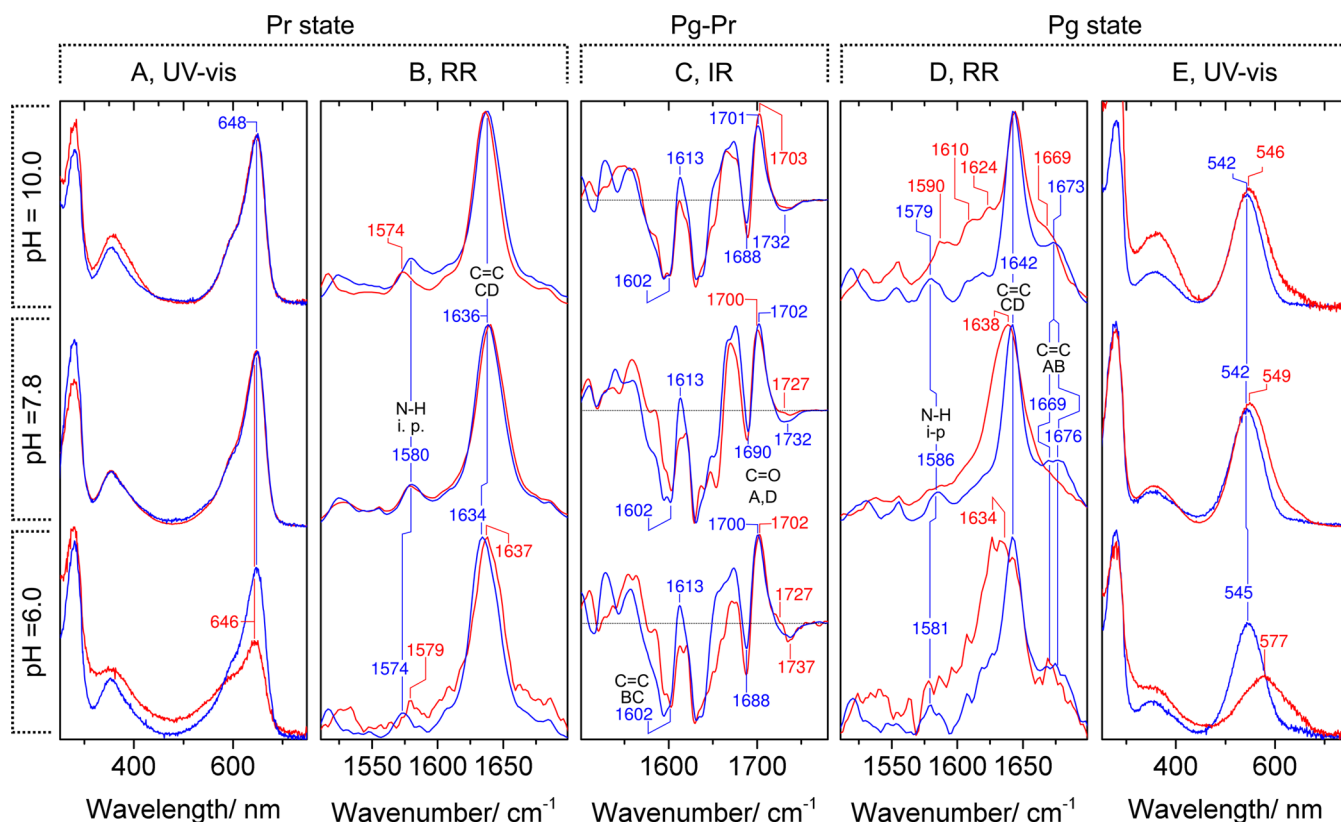 Pr state
Pg-Pr
Pg state
A, UV-vis
B, RR
C, IR
D, RR
E, UV-vis
pH = 10.0
648
1574
C=C
CD
1636
1701
1703
1613
1602
1688
1732
1590
1610
1624
1669
1673
1579
1642
C=C
CD
542
546
pH =7.8
N-H
i. p.
1580
1634
1700
1702
1613
1727
1732
1690
1602
C=O
A,D
1638
C=C
AB
1669
1676
N-H
i-p
1586
542
549
pH =6.0
646
1637
1574
1579
1700
1702
1613
1727
1737
1688
C=C
BC
1602
1634
1581
545
577
400
600
1550
1600
1650
1600
1700
1550
1600
1650
400
600
Wavelength/ nm
Wavenumber/ cm⁻¹
Wavenumber/ cm⁻¹
Wavenumber/ cm⁻¹
Wavelength/ nm